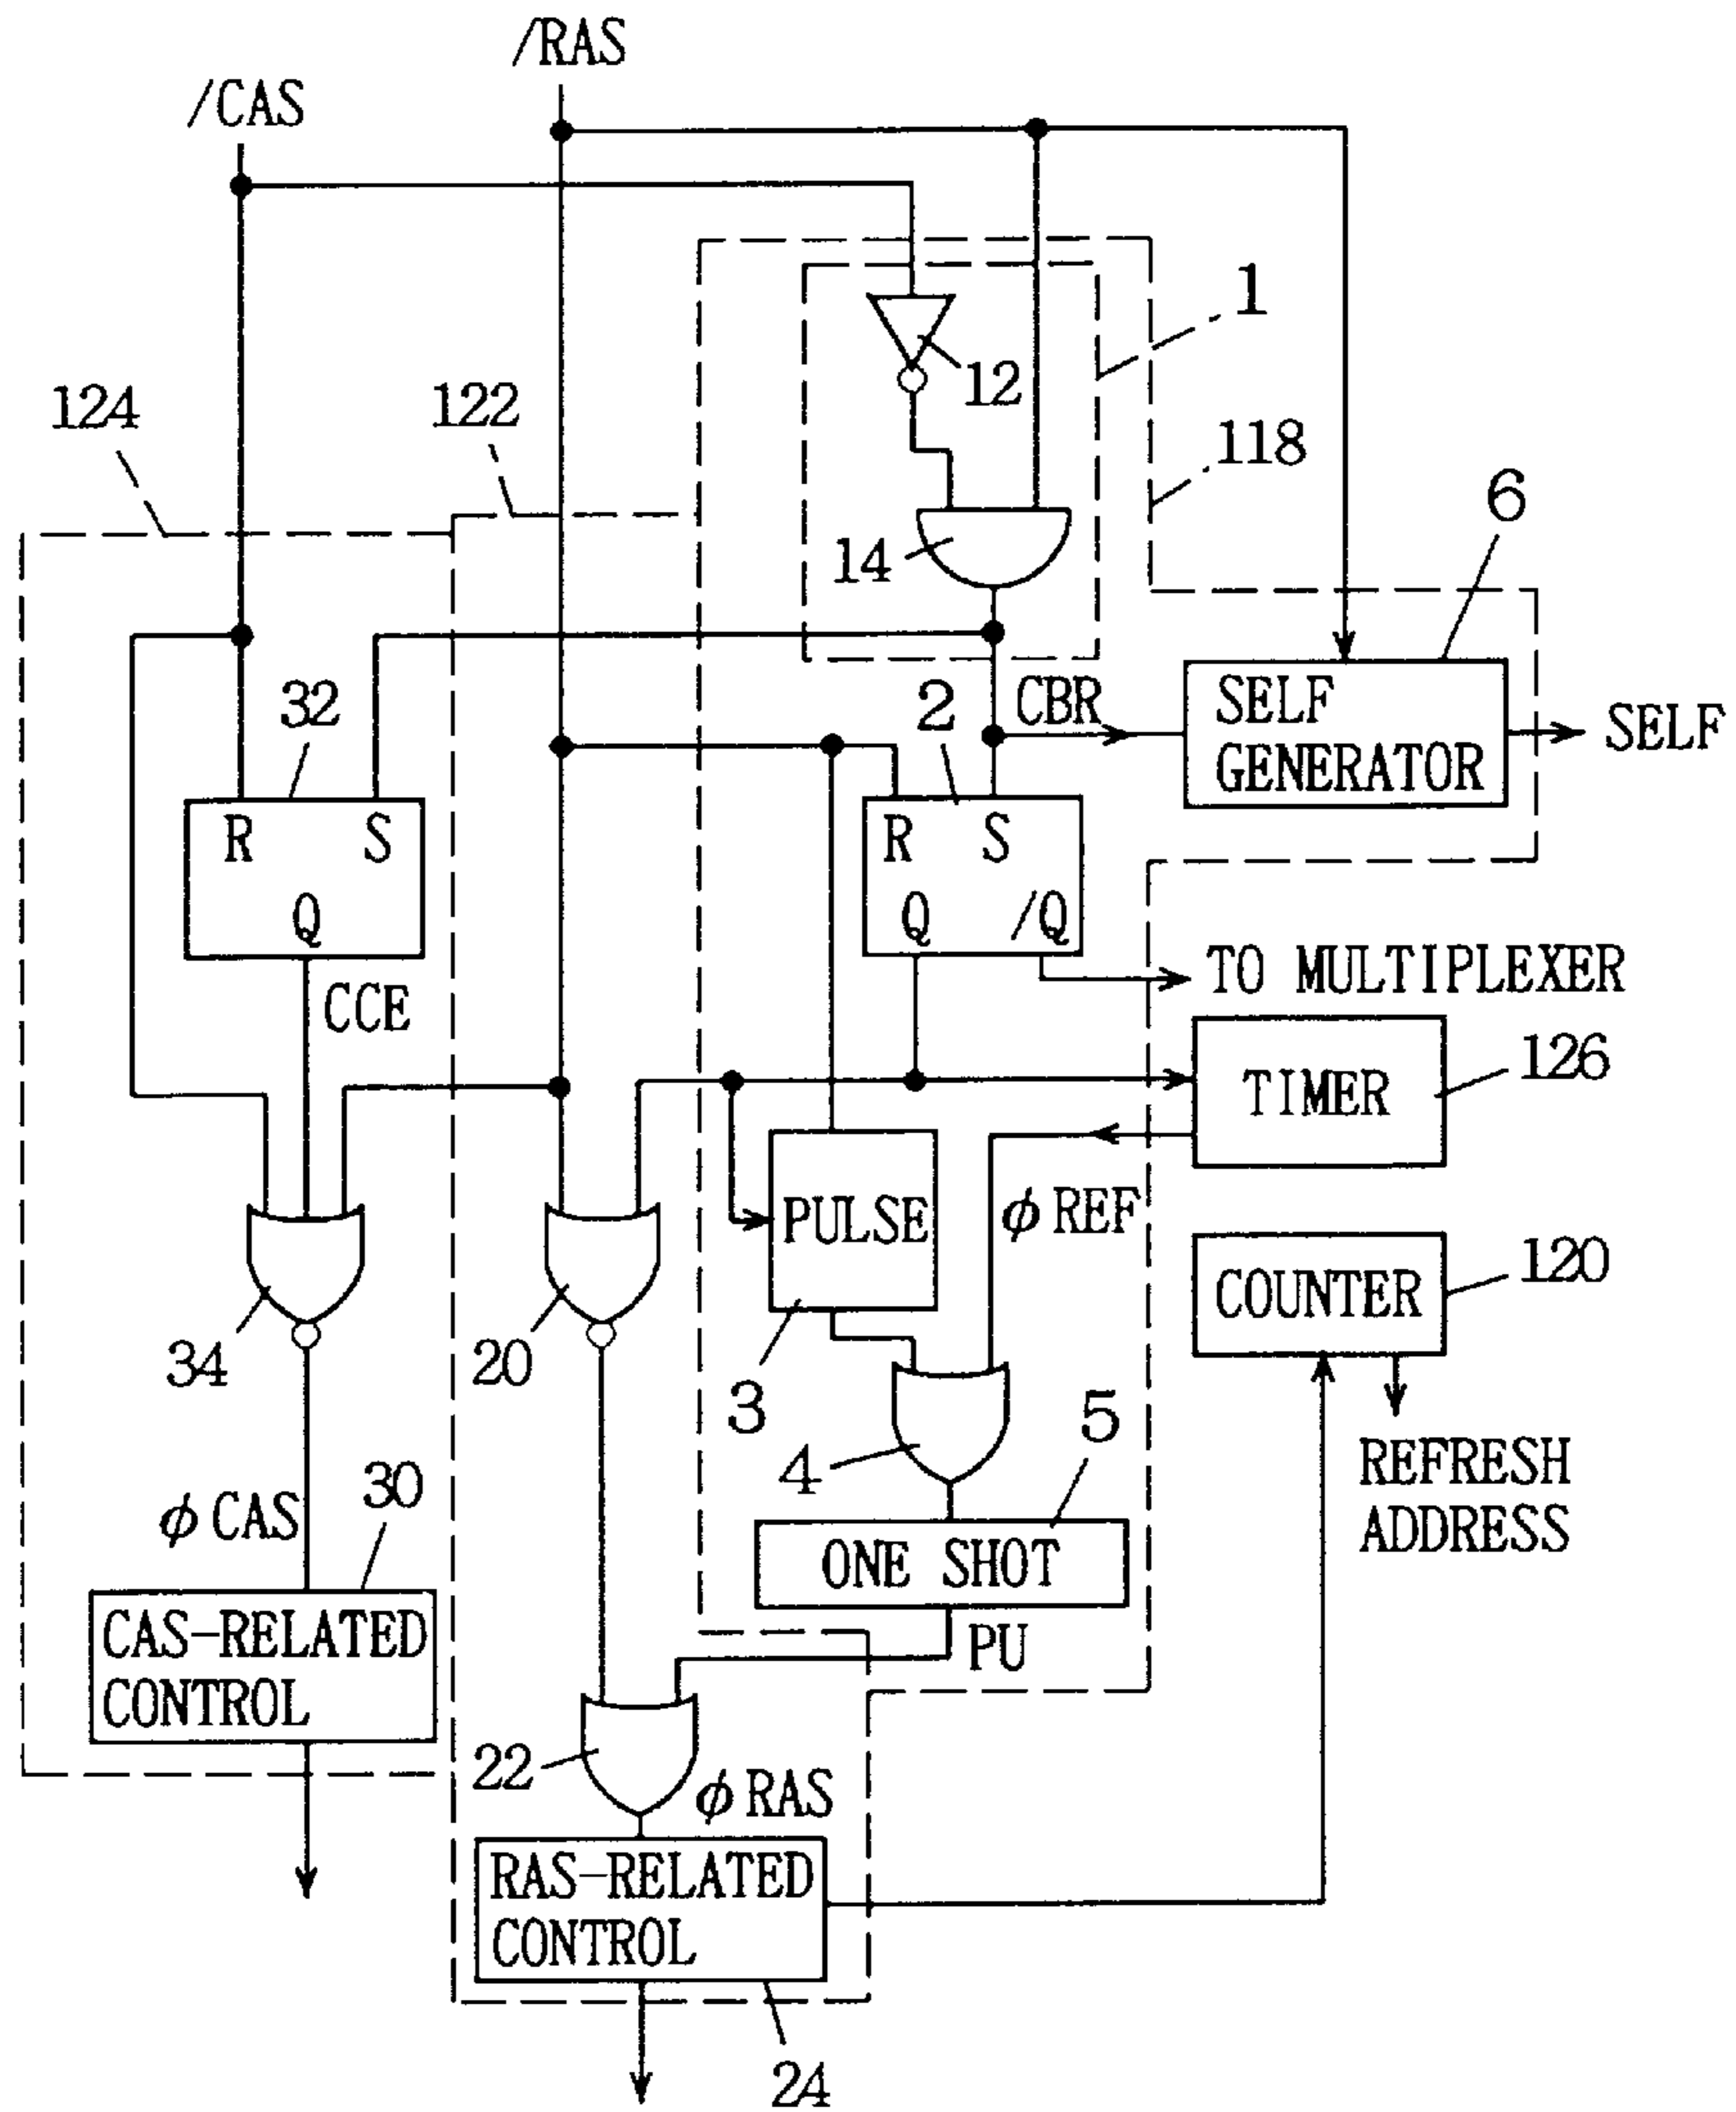 /RAS
/CAS
1
12
124
122
118
6
14
32
2
CBR
SELF
GENERATOR
SELF
R S
Q
R S
Q /Q
CCE
TO MULTIPLEXER
TIMER
126
PULSE
φ REF
COUNTER
120
34
20
3
5
4
REFRESH
ADDRESS
φ CAS
30
ONE SHOT
CAS-RELATED
CONTROL
PU
22
φ RAS
RAS-RELATED
CONTROL
24